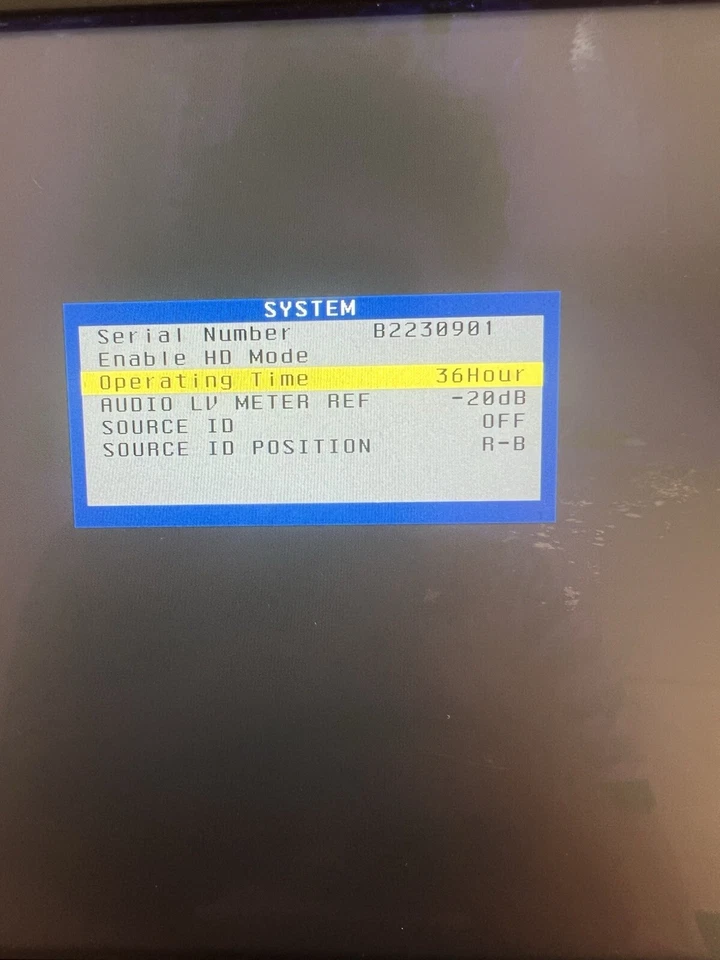 SYSTEM
Serial Number B2230901
Enable HD Mode
Operating Time 36Hour
AUDIO LV METER REF -20dB
SOURCE ID OFF
SOURCE ID POSITION R-B